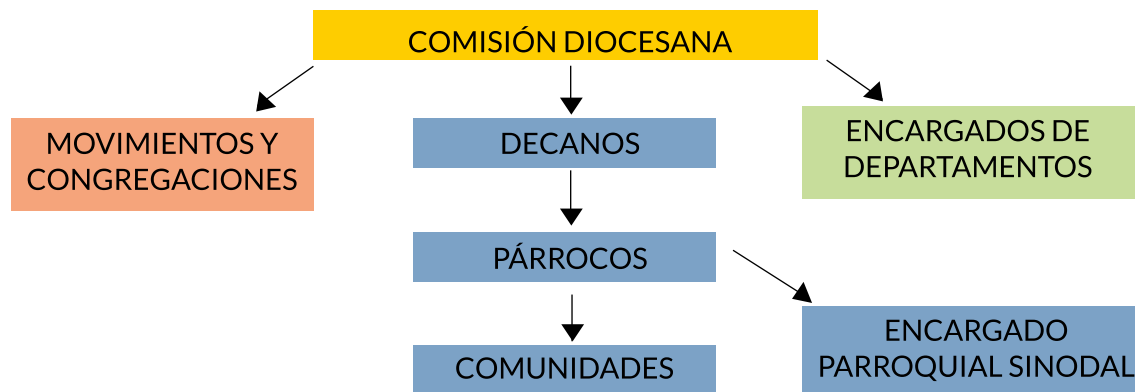 COMISIÓN DIOCESANA
MOVIMIENTOS Y
CONGREGACIONES
DECANOS
ENCARGADOS DE
DEPARTAMENTOS
PÁRROCOS
COMUNIDADES
ENCARGADO
PARROQUIAL SINODAL